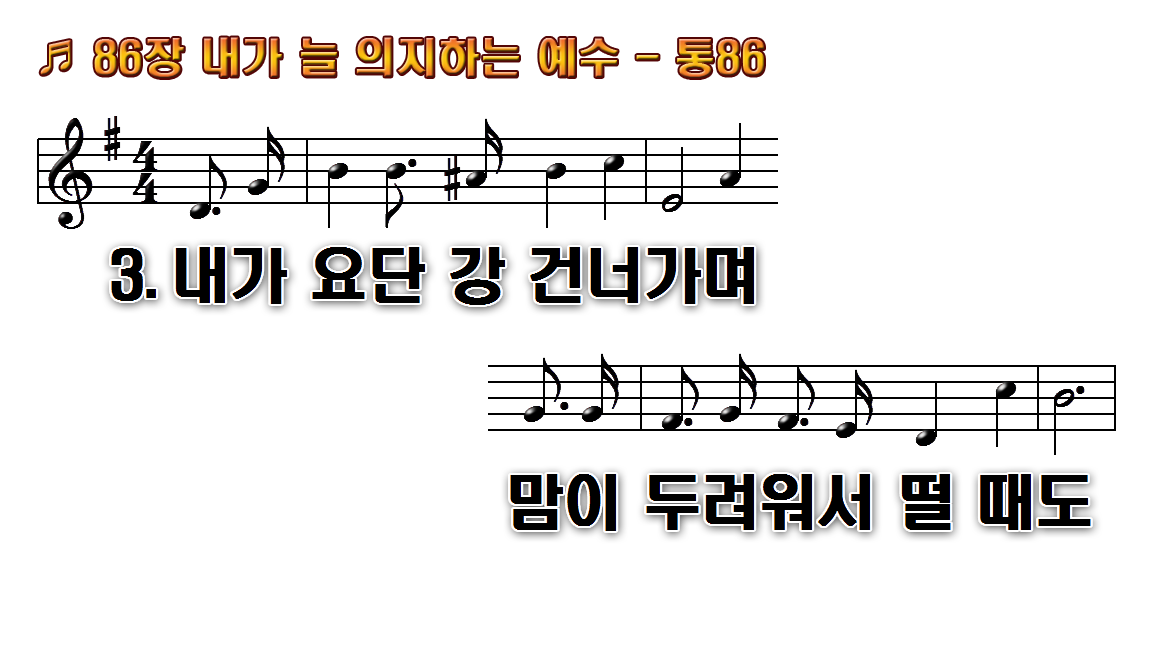 ♬ 86장 내가 늘 의지하는 예수 - 통86
3. 내가 요단 강 건너가며
맘이 두려워서 떨 때도